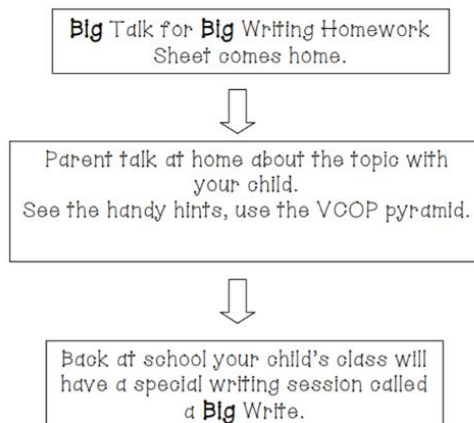 Big Talk for Big Writing Homework
Sheet comes home.
Parent talk at home about the topic with
your child.
See the handy hints, use the VCOP pyramid.
Back at school your child's class will
have a special writing session called
a Big Write.